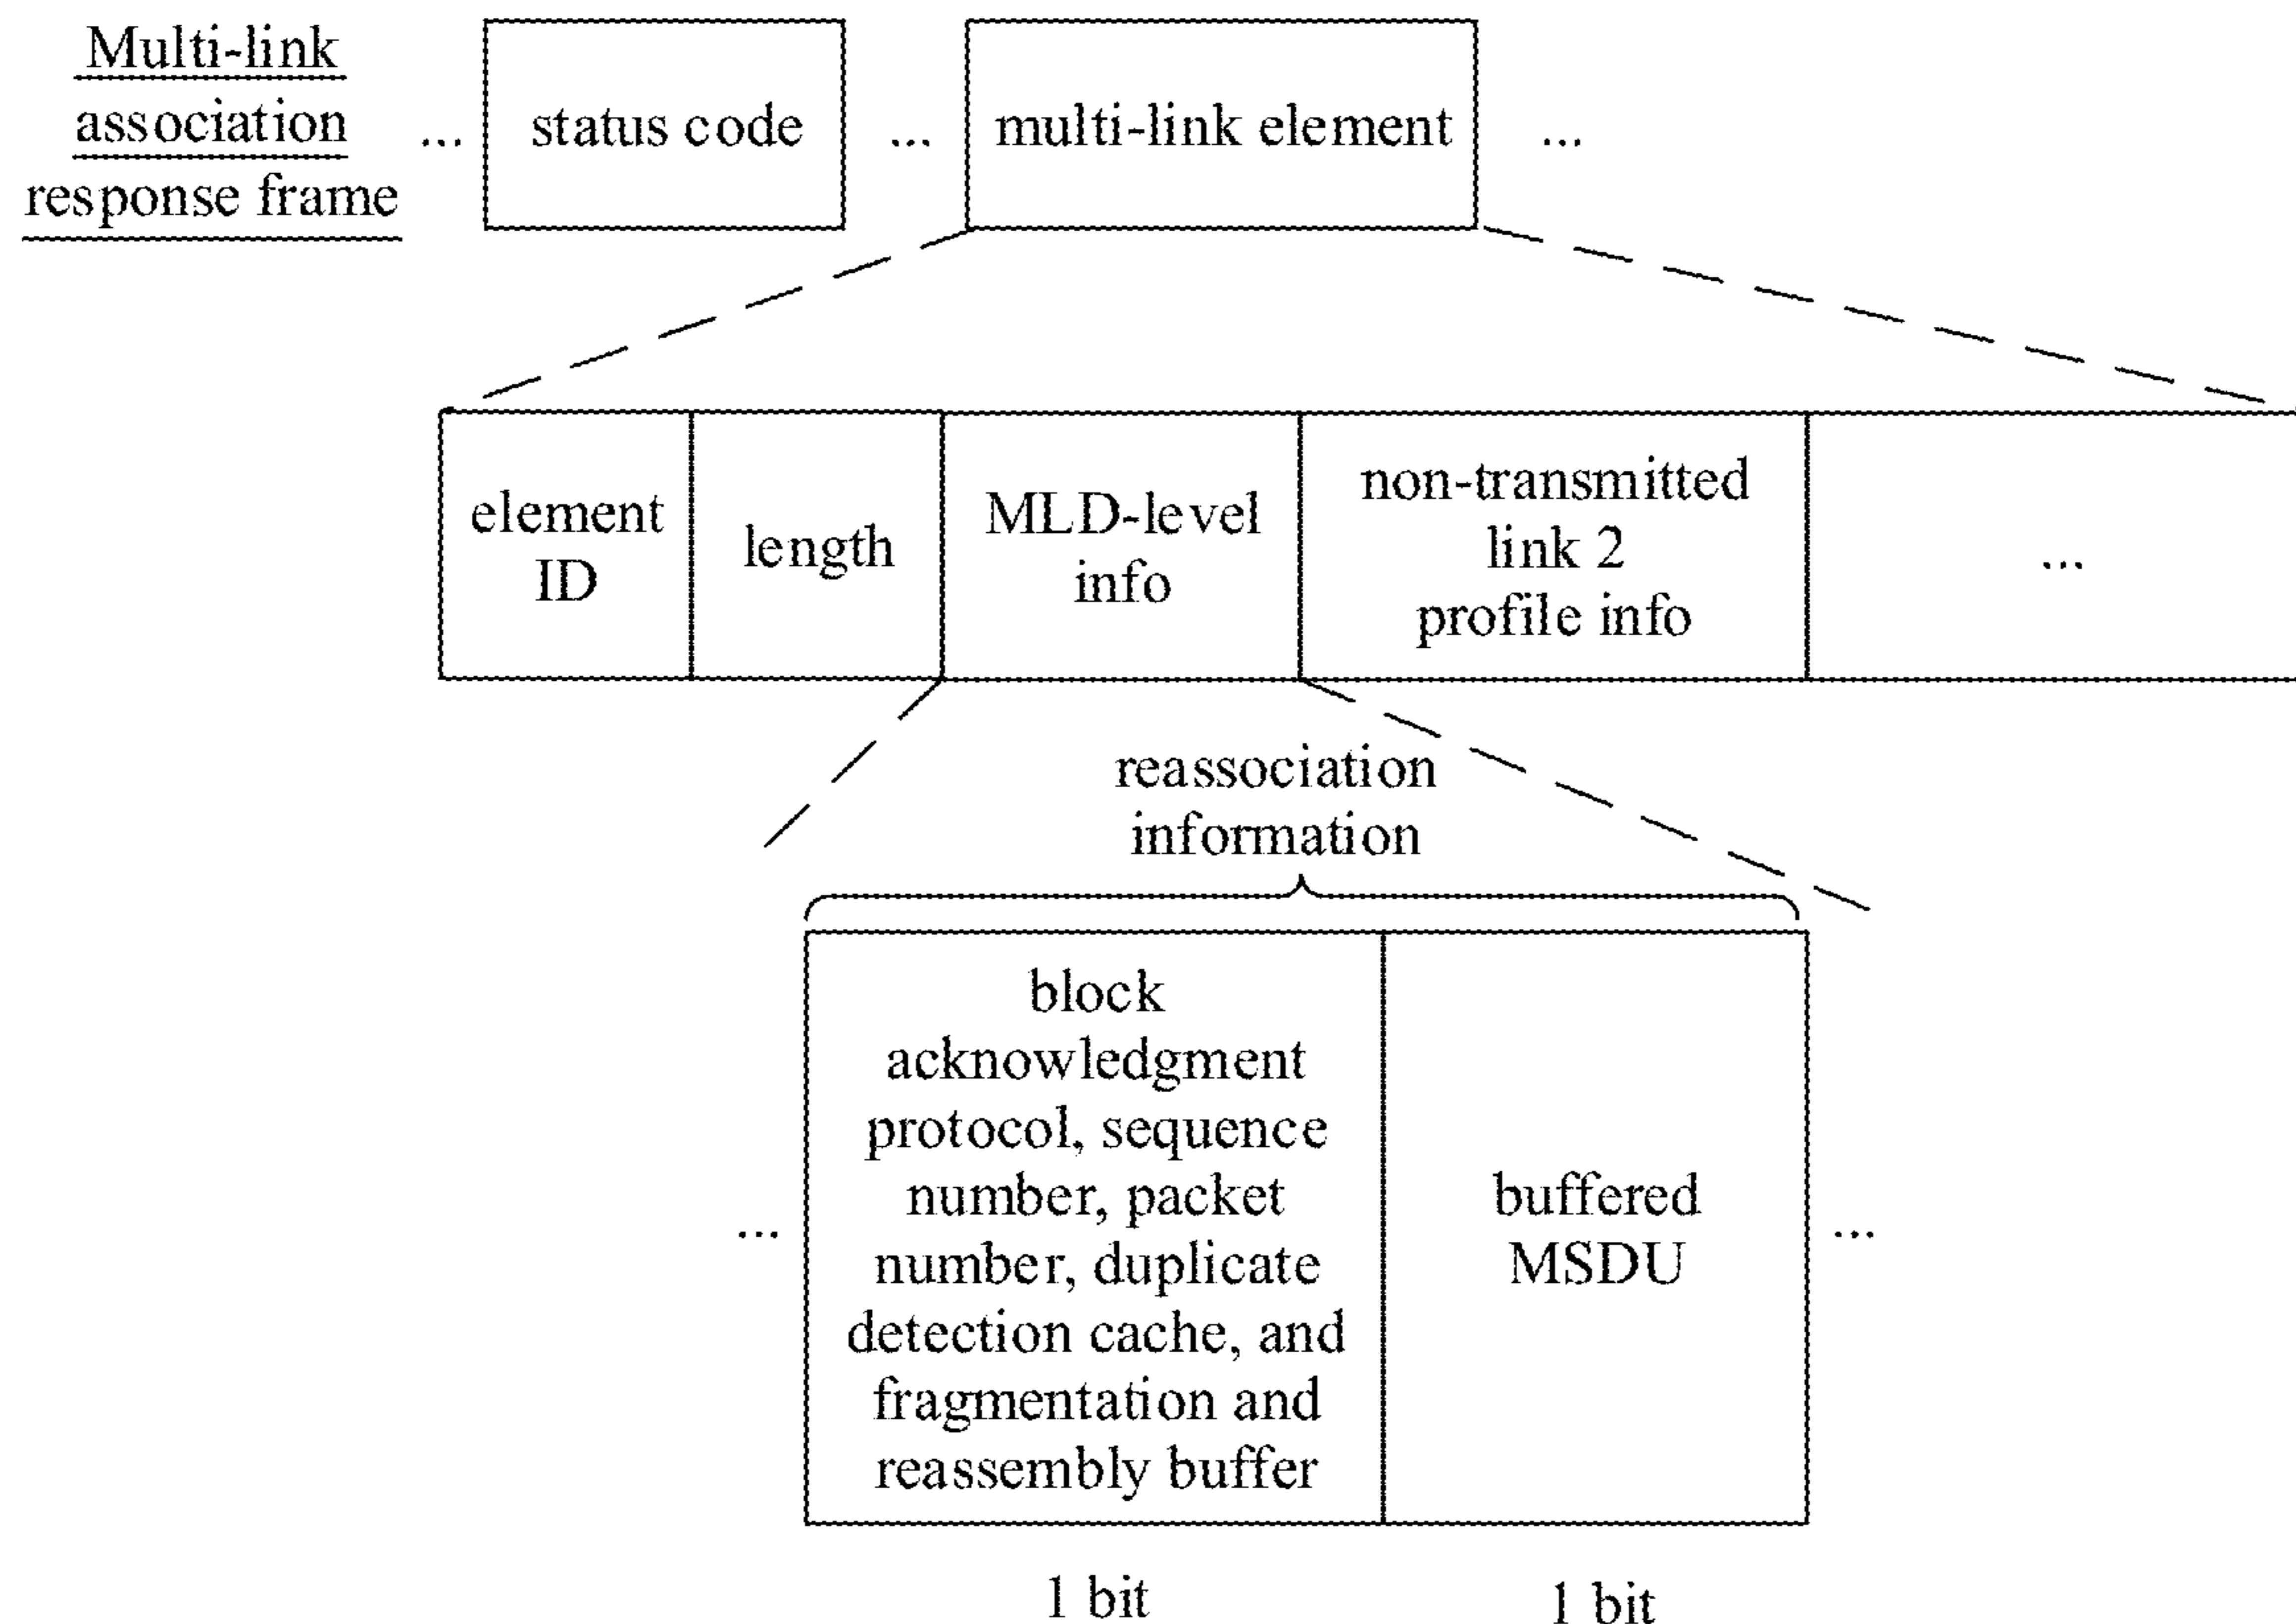 Multi-link
association
response frame
...
status code
...
multi-link element
...
element
ID
length
MLD-level
info
non-transmitted
link 2
profile info
...
reassociation
information
...
block
acknowledgment
protocol, sequence
number, packet
number, duplicate
detection cache, and
fragmentation and
reassembly buffer
buffered
MSDU
...
1 bit
1 bit